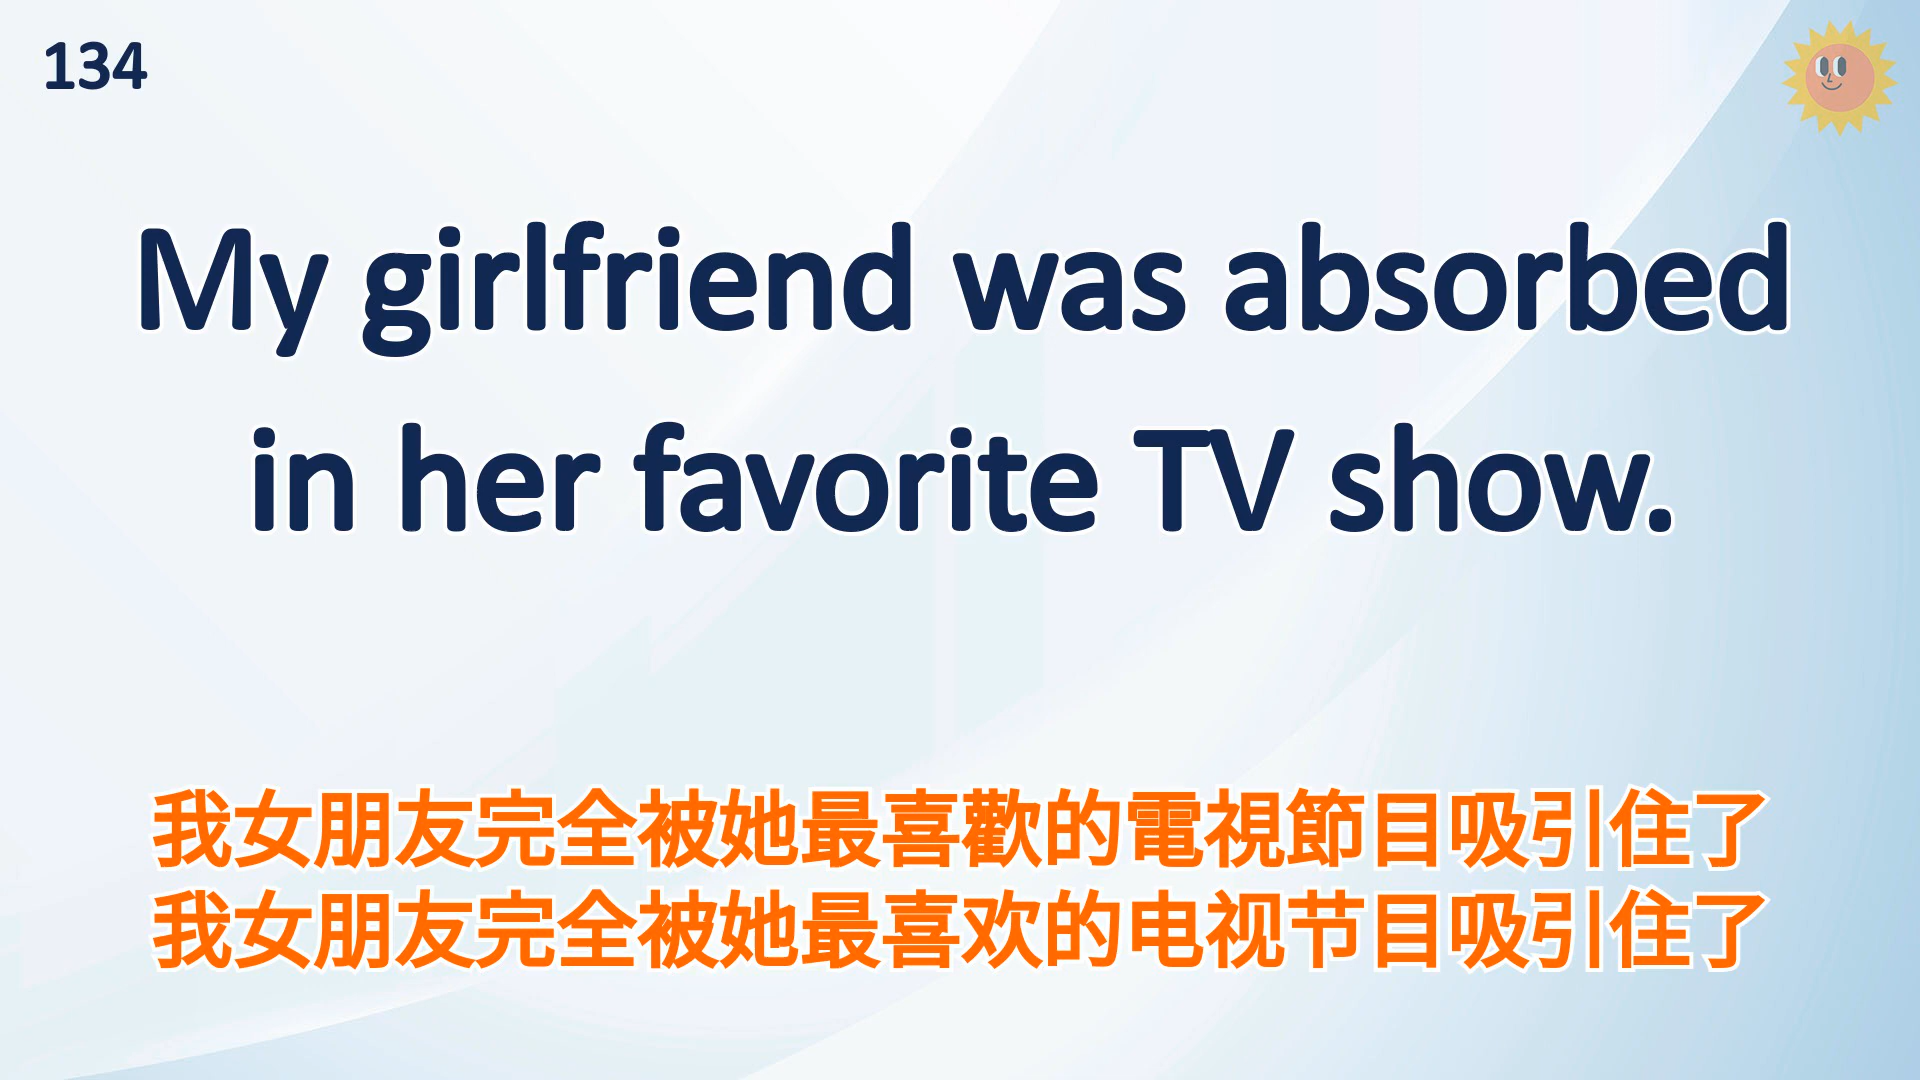 134
My girlfriend was absorbed
in her favorite TV show.
我女朋友完全被她最喜歡的電視節目吸引住了
我女朋友完全被她最喜欢的电视节目吸引住了